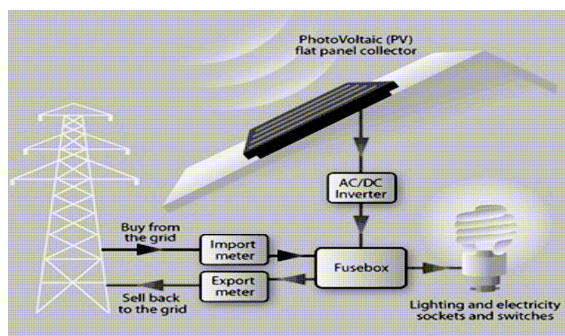 PhotoVoltaic (PV)
flat panel collector
AC/DC
Inverter
Buy from
the grid
Import
meter
Fusebox
Export
meter
Sell back
to the grid
Lighting and electricity
sockets and switches